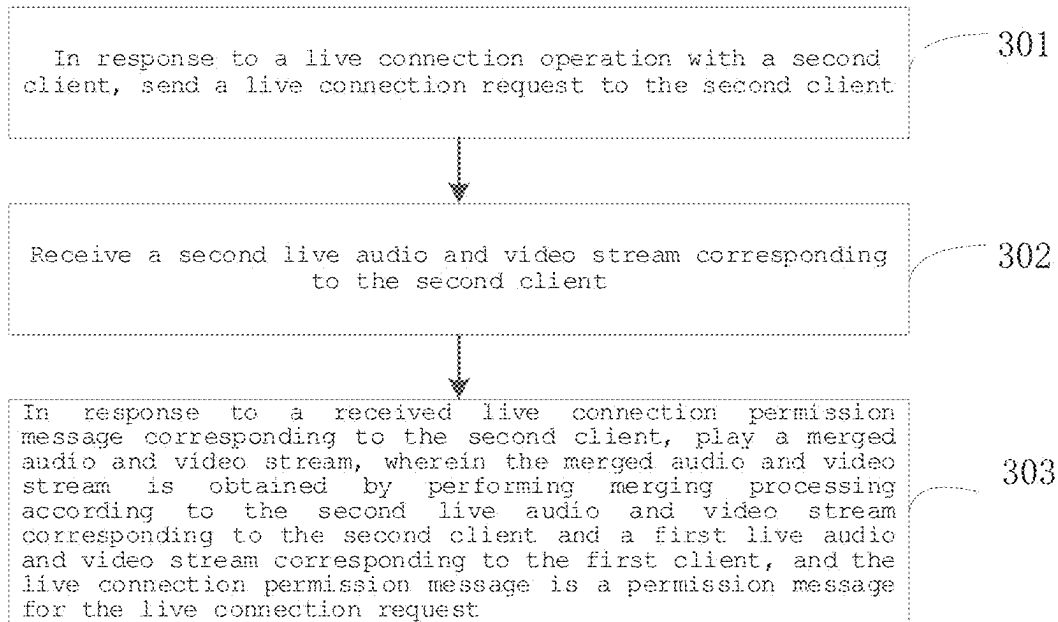 In response to a live connection operation with a second
client, send a live connection request to the second client
301
Receive a second live audio and video stream corresponding
to the second client
302
In response to a received live connection permission
message corresponding to the second client, play a merged
audio and video stream, wherein the merged audio and video
stream is obtained by performing merging processing
according to the second live audio and video stream
corresponding to the second client and a first live audio
and video stream corresponding to the first client, and the
live connection permission message is a permission message
for the live connection request
303